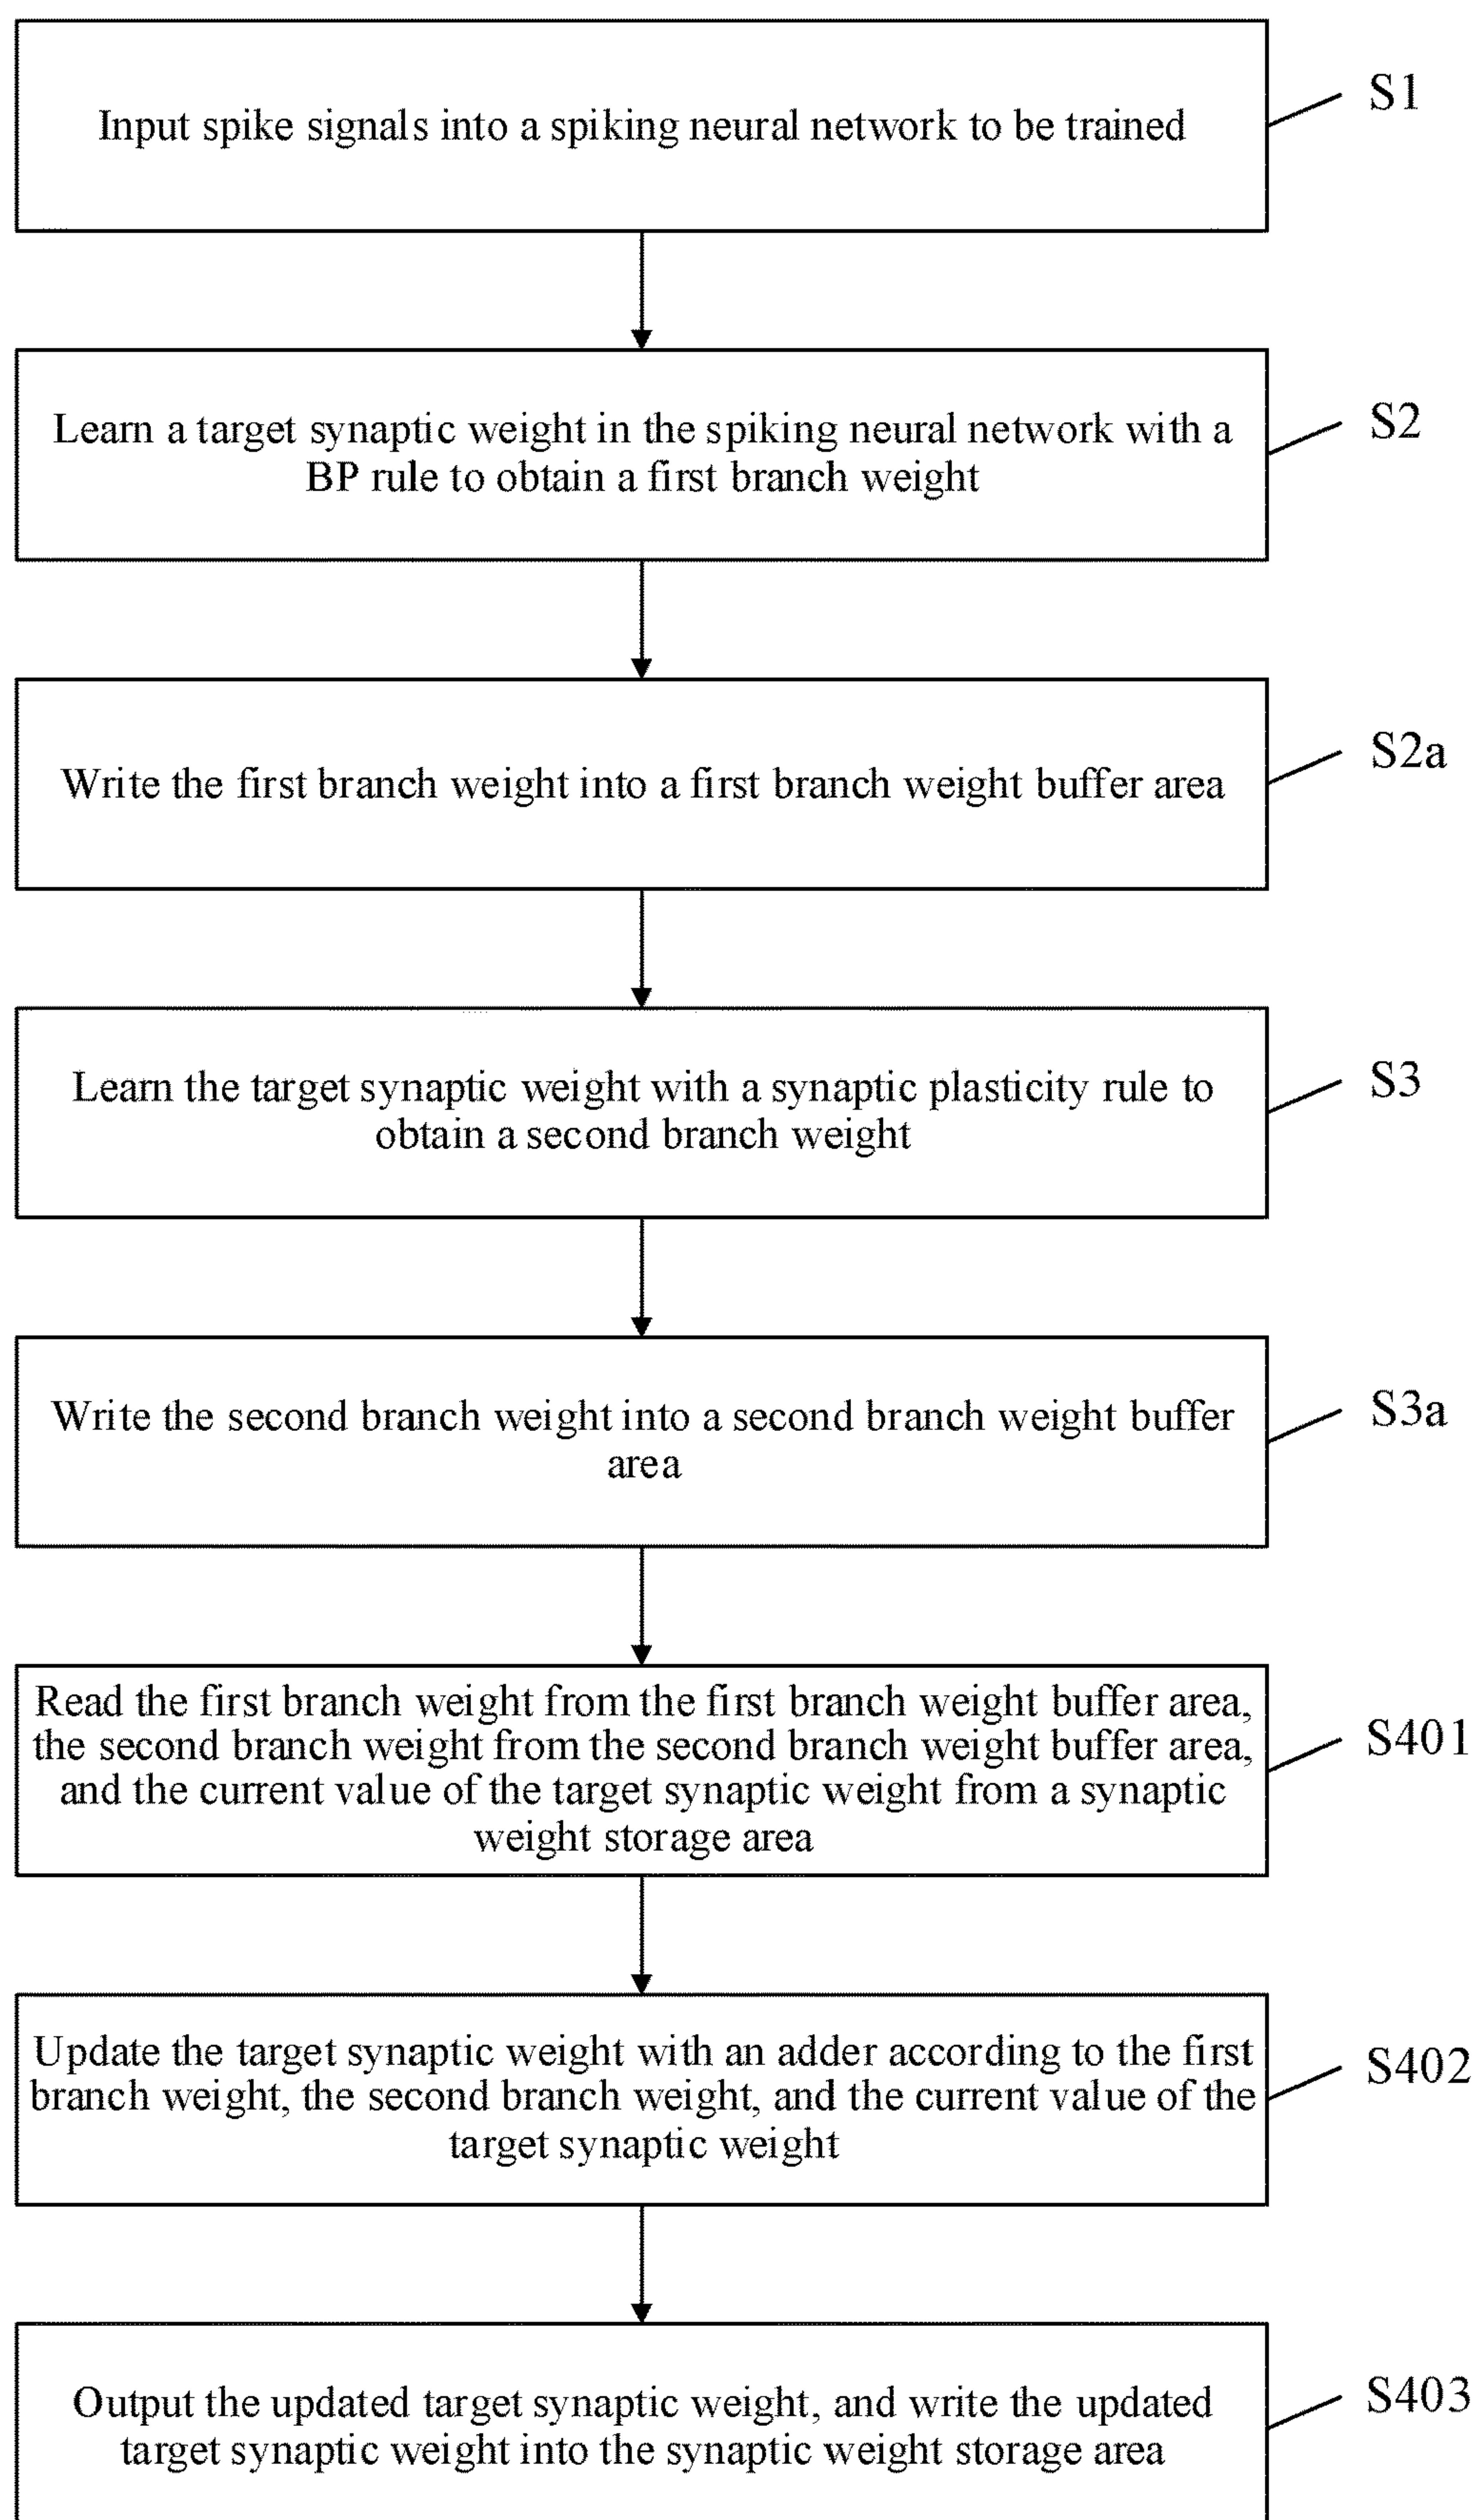 Input spike signals into a spiking neural network to be trained
S1
Learn a target synaptic weight in the spiking neural network with a
BP rule to obtain a first branch weight
S2
Write the first branch weight into a first branch weight buffer area
S2a
Learn the target synaptic weight with a synaptic plasticity rule to
obtain a second branch weight
S3
Write the second branch weight into a second branch weight buffer
area
S3a
Read the first branch weight from the first branch weight buffer area,
the second branch weight from the second branch weight buffer area,
and the current value of the target synaptic weight from a synaptic
weight storage area
S401
Update the target synaptic weight with an adder according to the first
branch weight, the second branch weight, and the current value of the
target synaptic weight
S402
Output the updated target synaptic weight, and write the updated
target synaptic weight into the synaptic weight storage area
S403